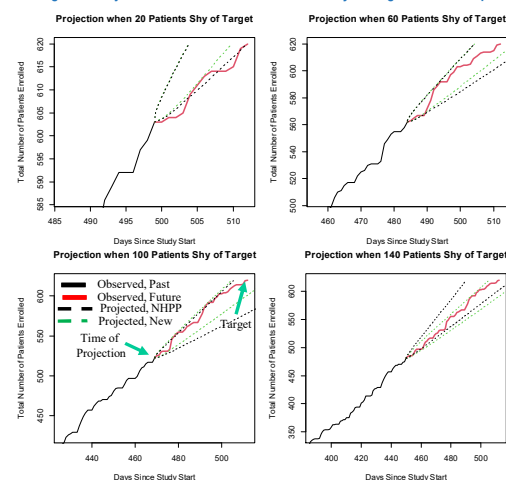 Projection when 20 Patients Shy of Target
Total Number of Patients Enrolled
585 590 595 600 605 610 615 620
485 490 495 500 505 510
Days Since Study Start
Projection when 60 Patients Shy of Target
Total Number of Patients Enrolled
500 520 540 560 580 600 620
460 470 480 490 500 510
Days Since Study Start
Projection when 100 Patients Shy of Target
Total Number of Patients Enrolled
450 500 550 600
Observed, Past
Observed, Future
Projected, NHPP
Projected, New
Target
Time of
Projection
440 460 480 500
Days Since Study Start
Projection when 140 Patients Shy of Target
Total Number of Patients Enrolled
350 400 450 500 550 600
400 420 440 460 480 500
Days Since Study Start